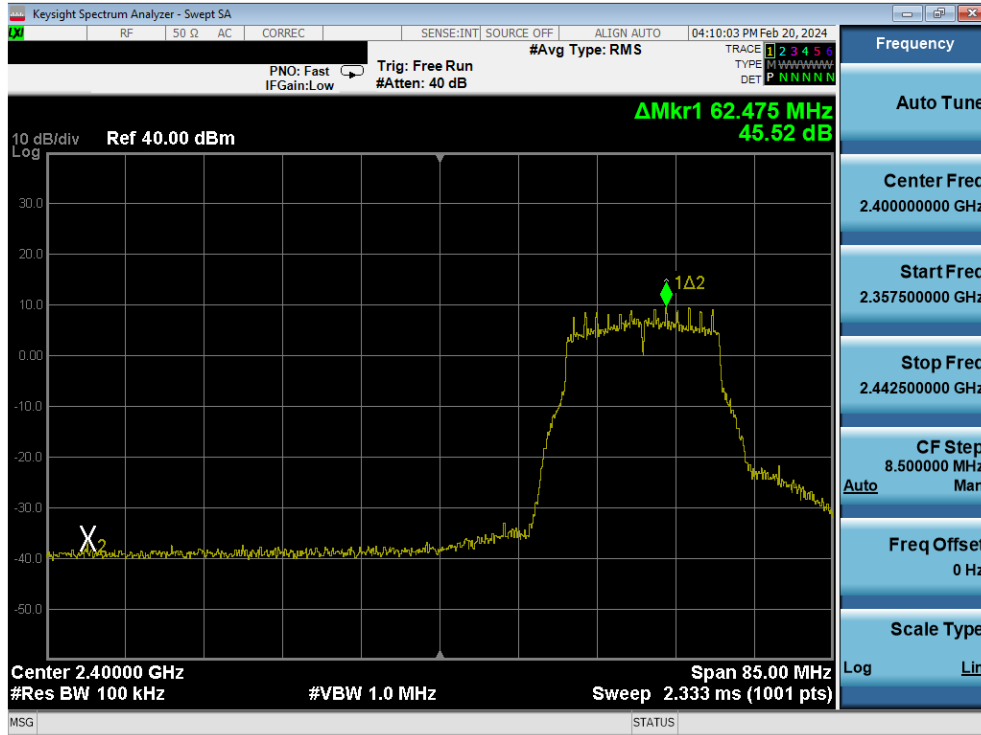 Keysight Spectrum Analyzer - Swept SA
LXI RF 50 Ω AC CORREC SENSE:INT SOURCE OFF ALIGN AUTO 04:10:03 PM Feb 20, 2024
#Avg Type: RMS TRACE 1 2 3 4 5 6
PNO: Fast Trig: Free Run TYPE M WWWWW
IFGain:Low #Atten: 40 dB DET P N N N N N
ΔMkr1 62.475 MHz
45.52 dB
10 dB/div Ref 40.00 dBm
Log
30.0
20.0
1Δ2
10.0
0.00
-10.0
-20.0
-30.0
X2
-40.0
-50.0
Center 2.40000 GHz Span 85.00 MHz
#Res BW 100 kHz #VBW 1.0 MHz Sweep 2.333 ms (1001 pts)
MSG STATUS
Frequency
Auto Tune
Center Freq
2.400000000 GHz
Start Freq
2.357500000 GHz
Stop Freq
2.442500000 GHz
CF Step
8.500000 MHz
Auto Man
Freq Offset
0 Hz
Scale Type
Log Lin